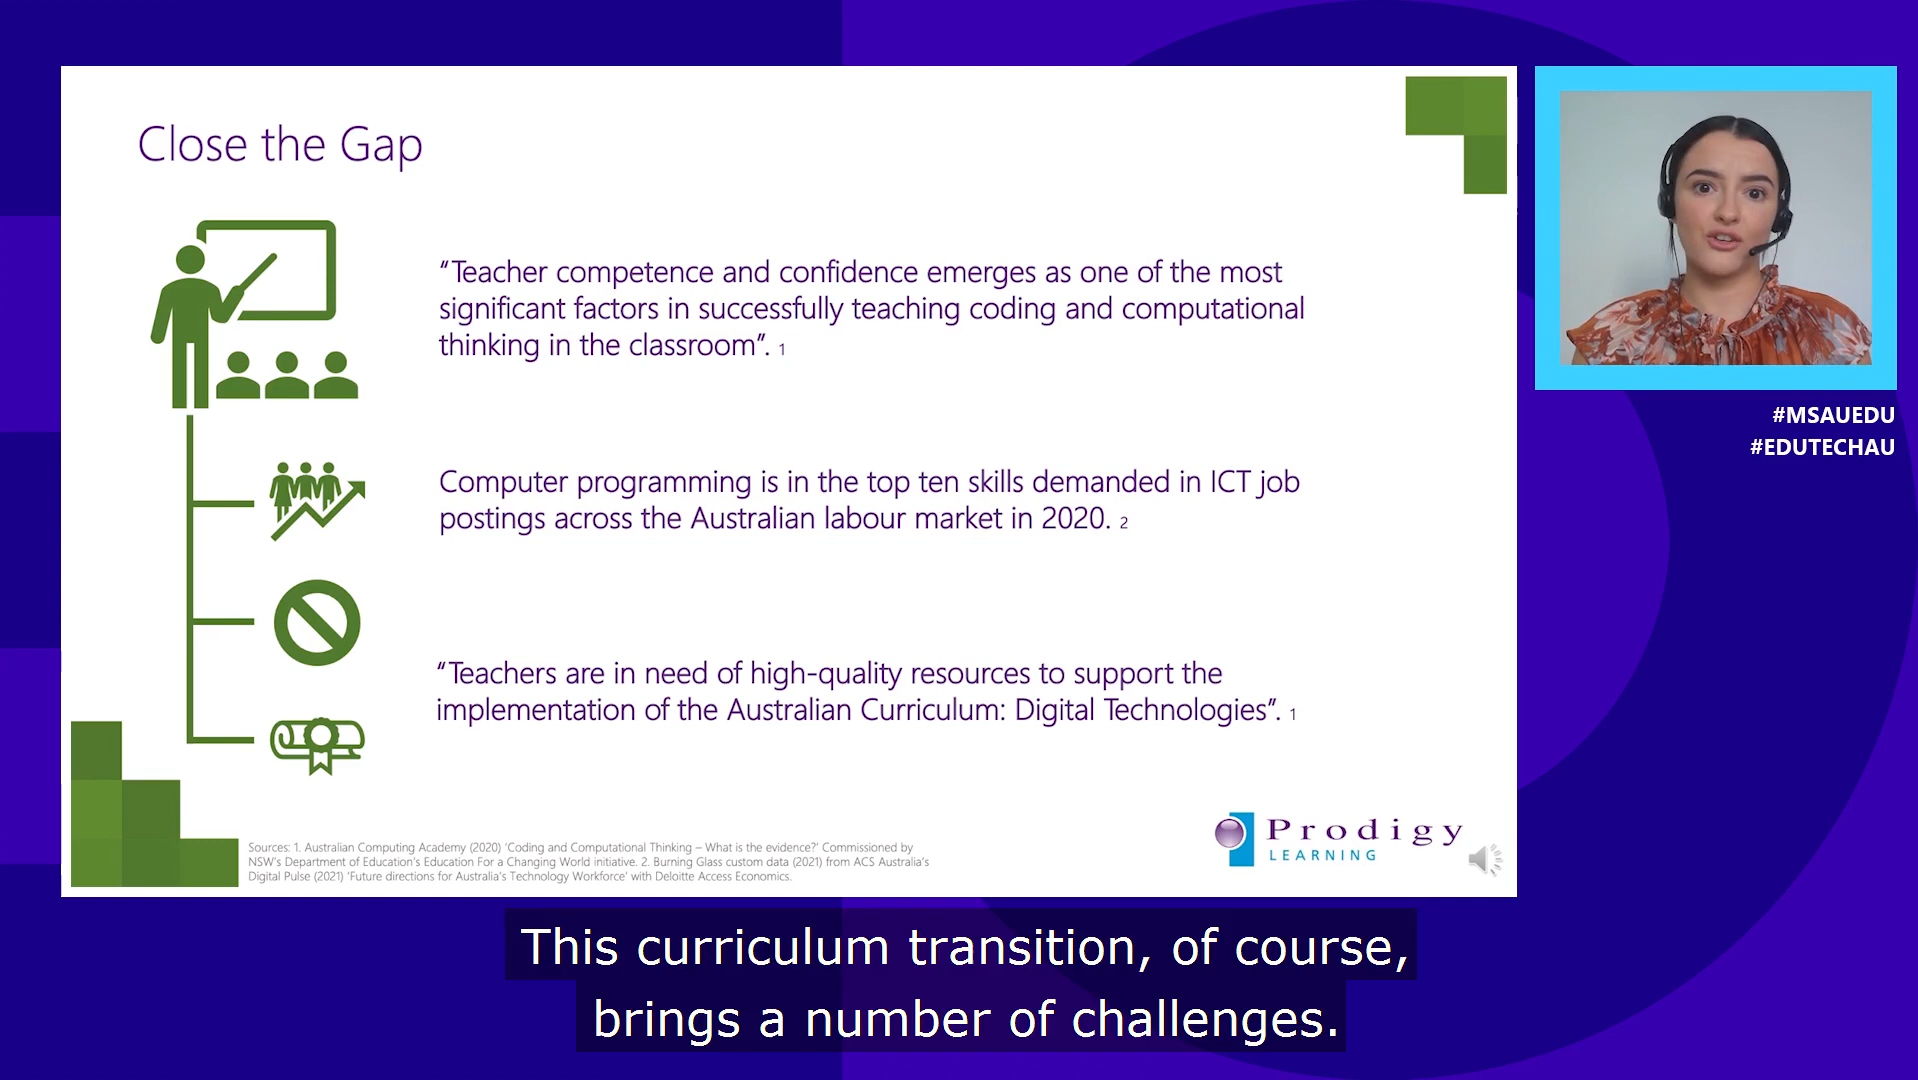 Close the Gap
“Teacher competence and confidence emerges as one of the most
significant factors in successfully teaching coding and computational
thinking in the classroom”. 1
Computer programming is in the top ten skills demanded in ICT job
postings across the Australian labour market in 2020. 2
“Teachers are in need of high-quality resources to support the
implementation of the Australian Curriculum: Digital Technologies”. 1
Sources: 1. Australian Computing Academy (2020) ‘Coding and Computational Thinking – What is the evidence?’ Commissioned by
NSW’s Department of Education’s Education For a Changing World initiative. 2. Burning Glass custom data (2021) from ACS Australia’s
Digital Pulse (2021) ‘Future directions for Australia’s Technology Workforce’ with Deloitte Access Economics.
Prodigy
LEARNING
#MSAUEDU
#EDUTECHAU
This curriculum transition, of course,
brings a number of challenges.